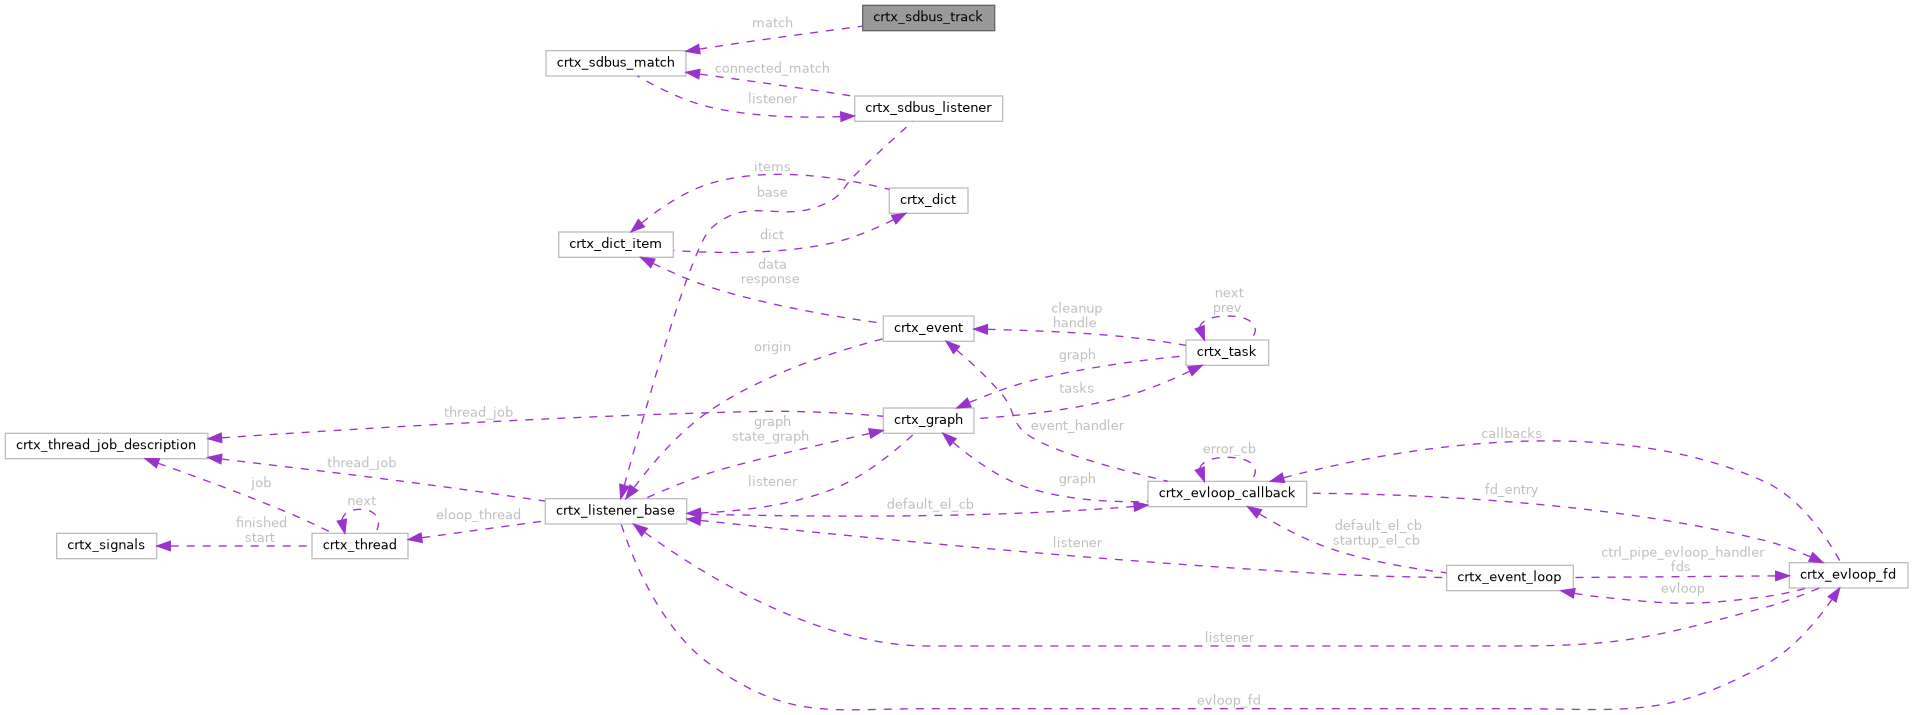 crtx_sdbus_track
match
crtx_sdbus_match
connected_match
listener
crtx_sdbus_listener
items
base
crtx_dict
dict
crtx_dict_item
data
response
next
prev
cleanup
handle
crtx_event
origin
crtx_task
graph
tasks
thread_job
crtx_graph
graph
state_graph
event_handler
callbacks
crtx_thread_job_description
thread_job
error_cb
job
listener
graph
crtx_evloop_callback
fd_entry
next
default_el_cb
crtx_listener_base
eloop_thread
finished
start
crtx_signals
crtx_thread
listener
default_el_cb
startup_el_cb
ctrl_pipe_evloop_handler
fds
crtx_event_loop
crtx_evloop_fd
evloop
listener
evloop_fd